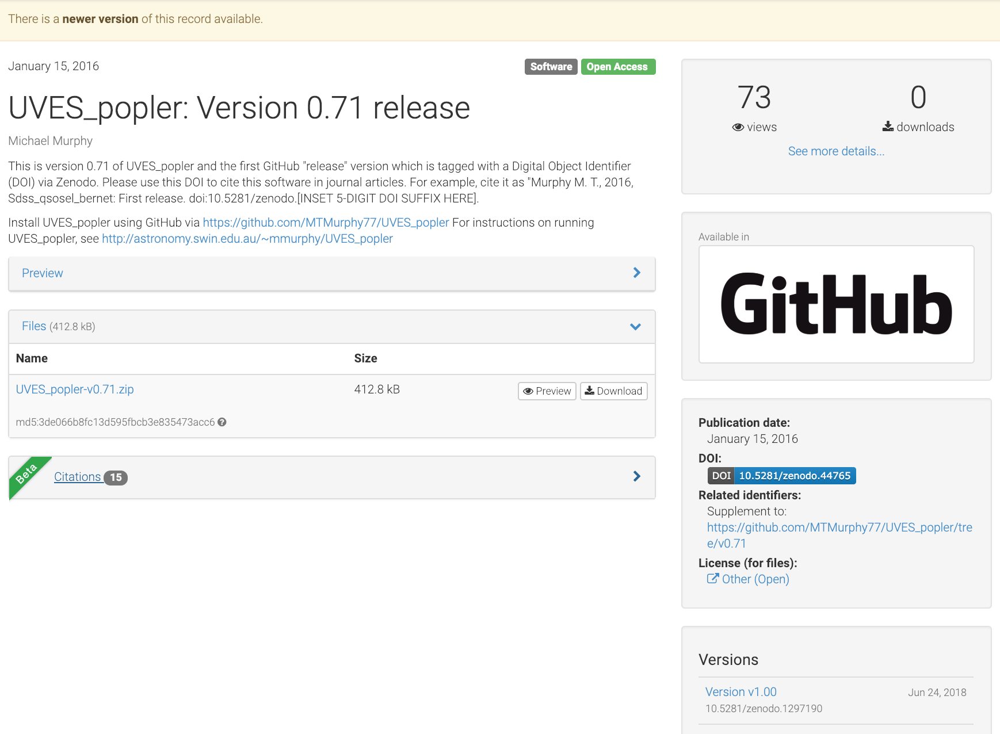 There is a newer version of this record available.
January 15, 2016
Software
Open Access
UVES_popler: Version 0.71 release
Michael Murphy
This is version 0.71 of UVES_popler and the first GitHub "release" version which is tagged with a Digital Object Identifier
(DOI) via Zenodo. Please use this DOI to cite this software in journal articles. For example, cite it as "Murphy M. T., 2016,
Sdss_qsosel_bernet: First release. doi:10.5281/zenodo.[INSET 5-DIGIT DOI SUFFIX HERE].
Install UVES_popler using GitHub via https://github.com/MTMurphy77/UVES_popler For instructions on running
UVES_popler, see http://astronomy.swin.edu.au/~mmurphy/UVES_popler
Preview
Files (412.8 kB)
Name Size
UVES_popler-v0.71.zip 412.8 kB Preview Download
md5:3de066b8fc13d595fbcb3e835473acc6 ?
Beta
Citations 15
73 0
views downloads
See more details...
Available in
GitHub
Publication date:
January 15, 2016
DOI:
DOI 10.5281/zenodo.44765
Related identifiers:
Supplement to:
https://github.com/MTMurphy77/UVES_popler/tre
e/v0.71
License (for files):
Other (Open)
Versions
Version v1.00 Jun 24, 2018
10.5281/zenodo.1297190